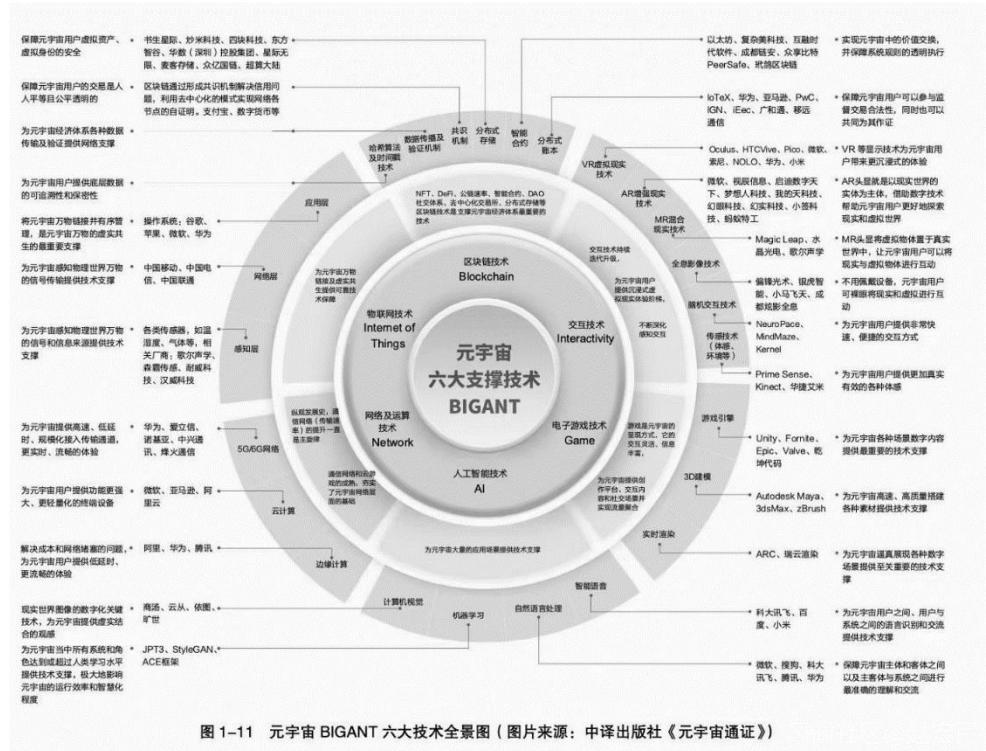 保障元宇宙用户虚拟资产、
虚拟身份的安全
书生星际、炒米科技、四块科技、东方
智谷、华数（深圳）控股集团、星际无
限、麦客存储、众亿国链、超算大陆
保障元宇宙用户的交易是人
人平等且公平透明的
区块链通过形成共识机制解决信用问
题，利用去中心化的模式实现网络各
节点的自证明。支付宝、数字货币等
为元宇宙经济体系各种数据
传输及验证提供网络支撑
为元宇宙用户提供底层数据
的可追溯性和保密性
将元宇宙万物链接并有序管
理，是元宇宙万物的虚实共
生的最重要支撑
操作系统：谷歌、
苹果、微软、华为
为元宇宙感知物理世界万物
的信号传输提供技术支撑
中国移动、中国电
信、中国联通
为元宇宙感知物理世界万物
的信号和信息来源提供技术
支撑
各类传感器，如温
湿度、气体等，相
关厂商：歌尔声学、
森霸传感、耐威科
技、汉威科技
为元宇宙用户提供高速、低延
时、规模化接入传输通道，
更实时、流畅的体验
华为、爱立信、
诺基亚、中兴通
讯、烽火通信
为元宇宙用户提供功能更强
大、更轻量化的终端设备
微软、亚马逊、阿
里云
解决成本和网络堵塞的问题，
为元宇宙用户提供低延时、
更流畅的体验
阿里、华为、腾讯
现实世界图像的数字化关键
技术，为元宇宙提供虚实结
合的观感
商汤、云从、依图、
旷世
为元宇宙当中所有系统和角
色达到或超过人类学习水平
提供技术支撑，极大地影响
元宇宙的运行效率和智慧化
程度
JPT3、StyleGAN、
ACE框架
哈希算法
及时间戳
技术
数据传播及
验证机制
共识
机制
分布式
存储
智能
合约
分布式
账本
VR虚拟现实
技术
AR增强现实
技术
MR混合
现实技术
全息影像技术
脑机交互技术
传感技术
（体感、
环境等）
游戏引擎
3D建模
实时渲染
智能语音
自然语言处理
机器学习
计算机视觉
边缘计算
云计算
5G/6G网络
感知层
网络层
应用层
NFT、DeFi、公链速率、智能合约、DAO
社交体系、去中心化交易所、分布式存储等
区块链技术是支撑元宇宙经济体系最重要的
技术
交互技术持续
迭代升级，
为元宇宙用户
提供沉浸式虚
拟现实体验阶梯，
不断深化
感知交互
游戏是元宇宙的
呈现方式，它的
交互灵活、信息
丰富，
为元宇宙提供创
作平台、交互内
容和社交场景并
实现流量聚合
为元宇宙大量的应用场景提供技术支撑
通信网络和云游
戏的成熟，夯实
了元宇宙网络层
面的基础
纵观发展史，通
信网络（传输速
率）的提升一直
是主旋律
为元宇宙万物
链接及虚实共
生提供可靠技
术保障
区块链技术
Blockchain
物联网技术
Internet of
Things
交互技术
Interactivity
网络及运算
技术
Network
电子游戏技术
Game
人工智能技术
AI
元宇宙
六大支撑技术
BIGANT
以太坊、复杂美科技、互融时
代软件、成都链安、众享比特
PeerSafe、玳鸽区块链
实现元宇宙中的价值交换，
并保障系统规则的透明执行
IoTeX、华为、亚马逊、PwC、
IGN、iEec、广和通、移远
通信
保障元宇宙用户可以参与监
督交易合法性，同时也可以
共同为其作证
Oculus、HTCVive、Pico、微软、
索尼、NOLO、华为、小米
VR 等显示技术为元宇宙用
户带来更沉浸式的体验
微软、视辰信息、启迪数字天
下、梦想人科技、我的天科技、
幻眼科技、幻实科技、小签科
技、蚂蚁特工
AR头显就是以现实世界的
实体为主体，借助数字技术
帮助元宇宙用户更好地探索
现实和虚拟世界
Magic Leap、水
晶光电、歌尔声学
MR头显将虚拟物体置于真实
世界中，让元宇宙用户可以将
现实与虚拟物体进行互动
偏锋光术、银虎智
能、小马飞天、成
都炫影全息
不用佩戴设备，元宇宙用户
可裸眼将现实和虚拟进行互
动
NeuroPace、
MindMaze、
Kernel
为元宇宙用户提供非常快
速、便捷的交互方式
Prime Sense、
Kinect、华捷艾米
为元宇宙用户提供更加真实
有效的各种体感
Unity、Fornite、
Epic、Valve、乾
坤代码
为元宇宙各种场景数字内容
提供最重要的技术支撑
Autodesk Maya、
3dsMax、zBrush
为元宇宙高速、高质量搭建
各种素材提供技术支撑
ARC、瑞云渲染
为元宇宙逼真展现各种数字
场景提供至关重要的技术支
撑
科大讯飞、百
度、小米
为元宇宙用户之间、用户与
系统之间的语言识别和交流
提供技术支撑
微软、搜狗、科大
讯飞、腾讯、华为
保障元宇宙主体和客体之间
以及主客体与系统之间进行
最准确的理解和交流
图 1-11 元宇宙 BIGANT 六大技术全景图（图片来源：中译出版社《元宇宙通证》）